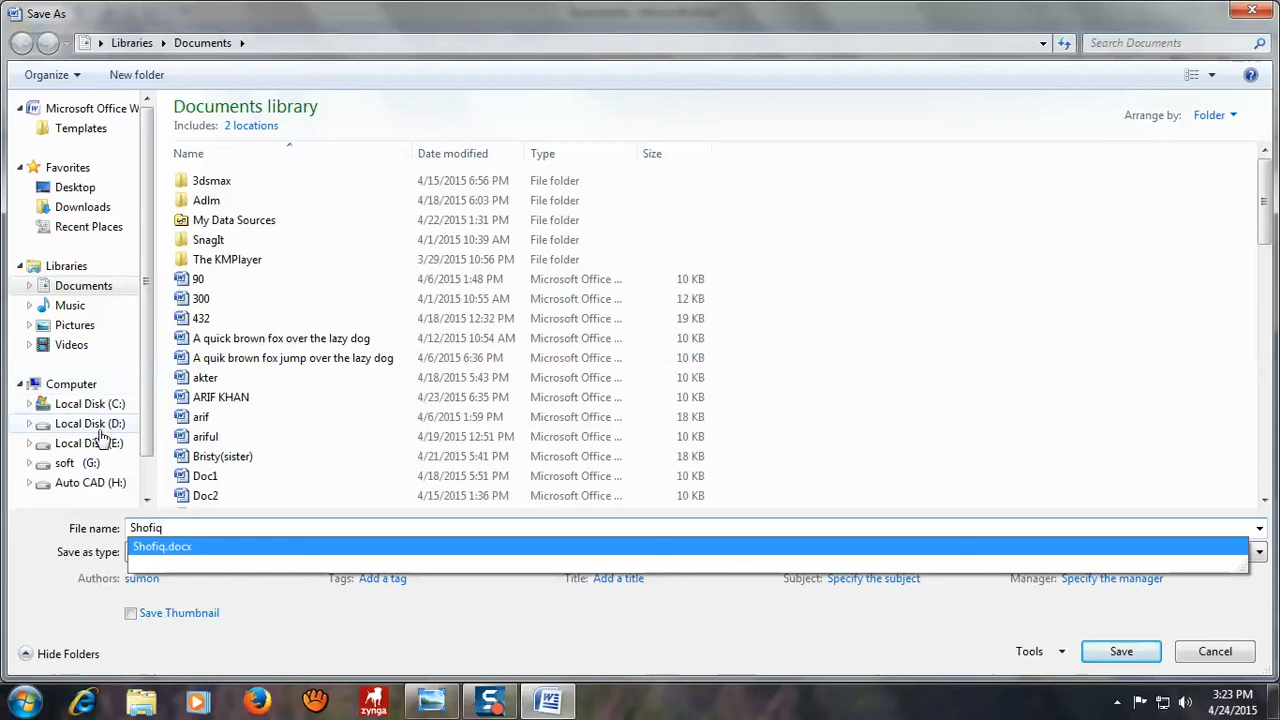 Save As
Libraries Documents Search Documents
Organize New folder
Microsoft Office W
Templates
Favorites
Desktop
Downloads
Recent Places
Libraries
Documents
Music
Pictures
Videos
Computer
Local Disk (C:)
Local Disk (D:)
Local Disk (E:)
soft (G:)
Auto CAD (H:)
Documents library
Includes: 2 locations
Arrange by: Folder
Name Date modified Type Size
3dsmax 4/15/2015 6:56 PM File folder
AdIm 4/18/2015 6:03 PM File folder
My Data Sources 4/22/2015 1:31 PM File folder
SnagIt 4/1/2015 10:39 AM File folder
The KMPlayer 3/29/2015 10:56 PM File folder
90 4/6/2015 1:48 PM Microsoft Office ... 10 KB
300 4/1/2015 10:55 AM Microsoft Office ... 12 KB
432 4/18/2015 12:32 PM Microsoft Office ... 19 KB
A quick brown fox over the lazy dog 4/12/2015 10:54 AM Microsoft Office ... 10 KB
A quik brown fox jump over the lazy dog 4/6/2015 6:36 PM Microsoft Office ... 10 KB
akter 4/18/2015 5:43 PM Microsoft Office ... 10 KB
ARIF KHAN 4/23/2015 6:35 PM Microsoft Office ... 10 KB
arif 4/6/2015 1:59 PM Microsoft Office ... 18 KB
ariful 4/19/2015 12:51 PM Microsoft Office ... 10 KB
Bristy(sister) 4/21/2015 5:41 PM Microsoft Office ... 18 KB
Doc1 4/18/2015 5:51 PM Microsoft Office ... 10 KB
Doc2 4/15/2015 1:36 PM Microsoft Office ... 10 KB
File name: Shofiq
Shofiq.docx
Save as type:
Authors: sumon Tags: Add a tag Title: Add a title Subject: Specify the subject Manager: Specify the manager
Save Thumbnail
Hide Folders Tools Save Cancel
zynga
3:23 PM
4/24/2015